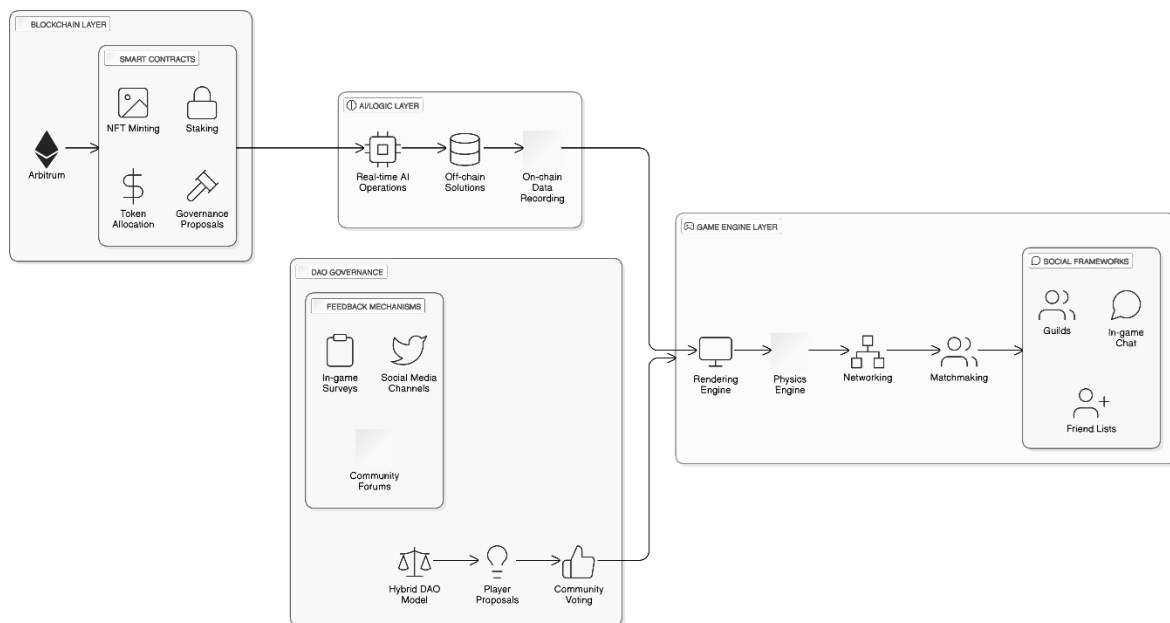 BLOCKCHAIN LAYER
SMART CONTRACTS
NFT Minting
Staking
Arbitrum
Token
Allocation
Governance
Proposals
AI/LOGIC LAYER
Real-time AI
Operations
Off-chain
Solutions
On-chain
Data
Recording
DAO GOVERNANCE
FEEDBACK MECHANISMS
In-game
Surveys
Social Media
Channels
Community
Forums
Hybrid DAO
Model
Player
Proposals
Community
Voting
GAME ENGINE LAYER
Rendering
Engine
Physics
Engine
Networking
Matchmaking
SOCIAL FRAMEWORKS
Guilds
In-game
Chat
Friend Lists